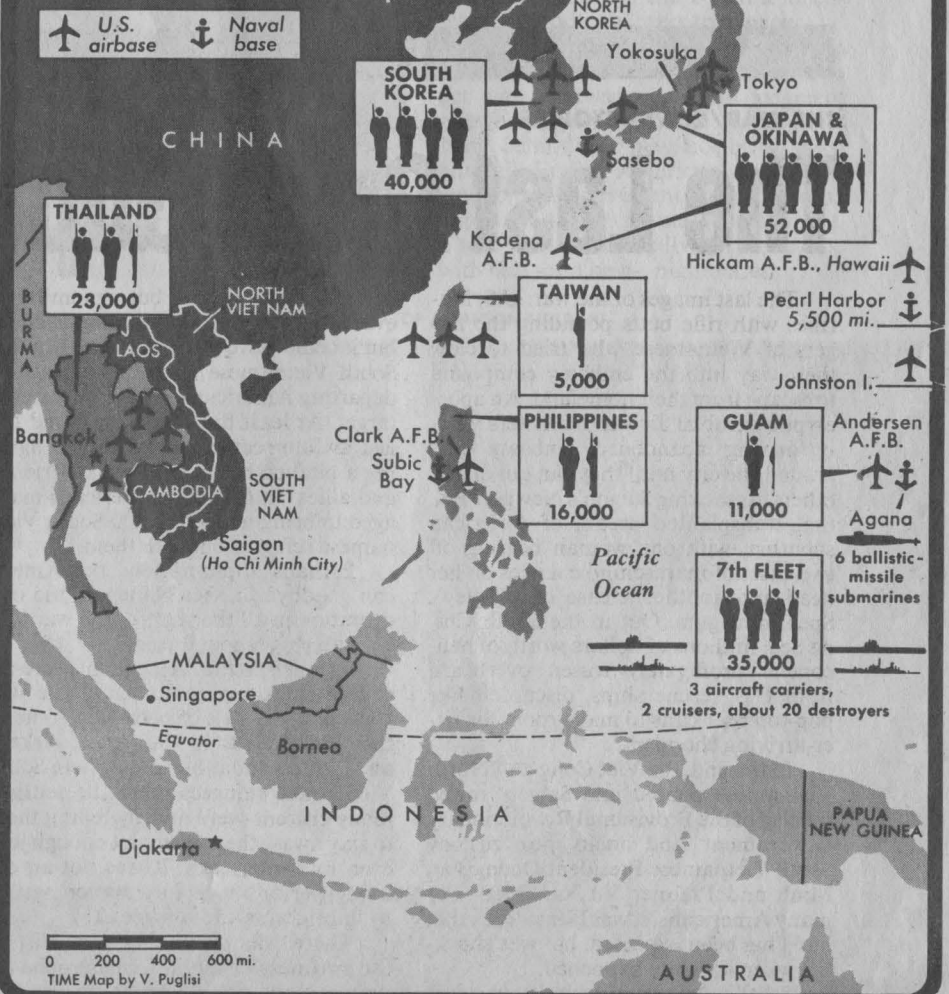 U.S.
airbase
Naval
base
NORTH
KOREA
Yokosuka
Tokyo
SOUTH
KOREA
40,000
JAPAN &
OKINAWA
52,000
CHINA
Sasebo
THAILAND
23,000
Kadena
A.F.B.
Hickam A.F.B., Hawaii
Pearl Harbor
5,500 mi.
BURMA
NORTH
VIET NAM
TAIWAN
5,000
LAOS
Johnston I.
Bangkok
Clark A.F.B.
Subic
Bay
PHILIPPINES
16,000
GUAM
11,000
Andersen
A.F.B.
Agana
CAMBODIA
SOUTH
VIET
NAM
Saigon
(Ho Chi Minh City)
Pacific
Ocean
7th FLEET
35,000
3 aircraft carriers,
2 cruisers, about 20 destroyers
6 ballistic-
missile
submarines
MALAYSIA
Singapore
Equator
Borneo
INDONESIA
PAPUA
NEW GUINEA
Djakarta
0 200 400 600 mi.
TIME Map by V. Puglisi
AUSTRALIA